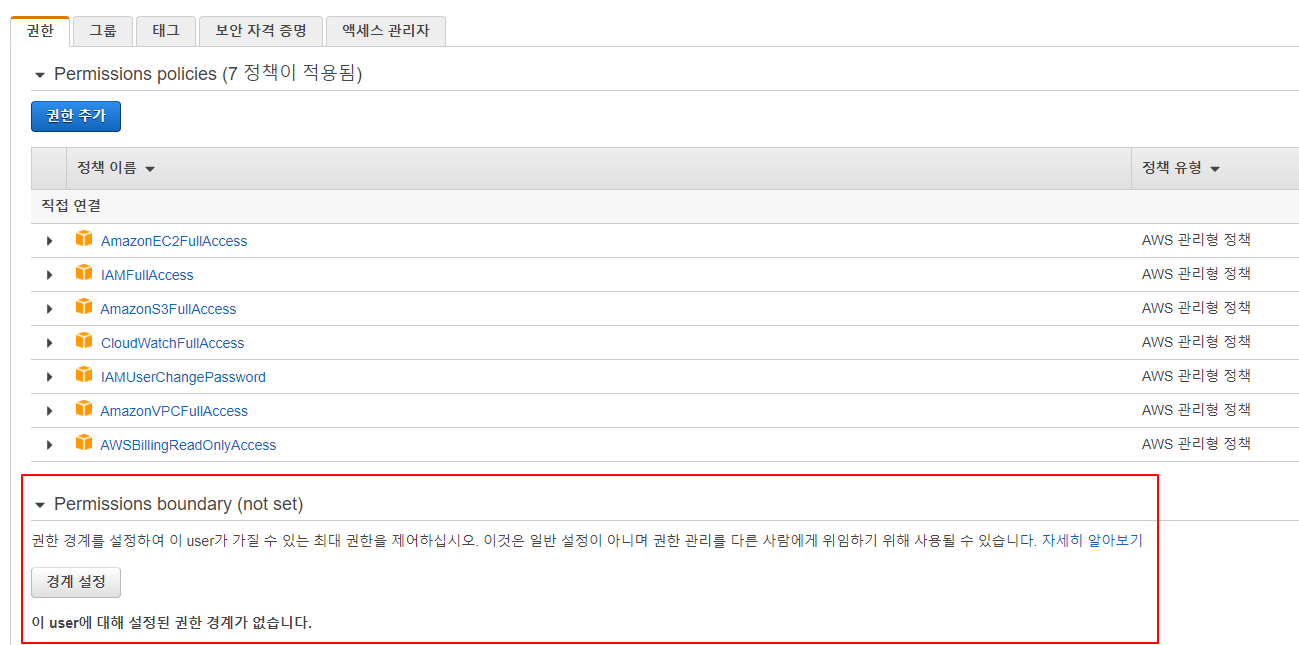 권한 그룹 태그 보안 자격 증명 액세스 관리자
Permissions policies (7 정책이 적용됨)
권한 추가
정책 이름 정책 유형
직접 연결
AmazonEC2FullAccess AWS 관리형 정책
IAMFullAccess AWS 관리형 정책
AmazonS3FullAccess AWS 관리형 정책
CloudWatchFullAccess AWS 관리형 정책
IAMUserChangePassword AWS 관리형 정책
AmazonVPCFullAccess AWS 관리형 정책
AWSBillingReadOnlyAccess AWS 관리형 정책
Permissions boundary (not set)
권한 경계를 설정하여 이 user가 가질 수 있는 최대 권한을 제어하십시오. 이것은 일반 설정이 아니며 권한 관리를 다른 사람에게 위임하기 위해 사용될 수 있습니다. 자세히 알아보기
경계 설정
이 user에 대해 설정된 권한 경계가 없습니다.